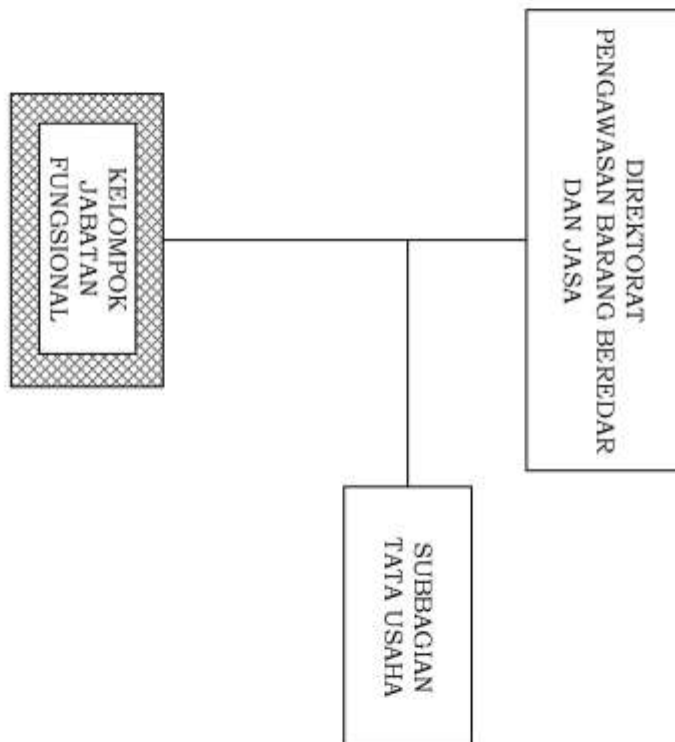 DIREKTORAT
PENGAWASAN BARANG BEREDAR
DAN JASA
SUBBAGIAN
TATA USAHA
KELOMPOK
JABATAN
FUNGSIONAL